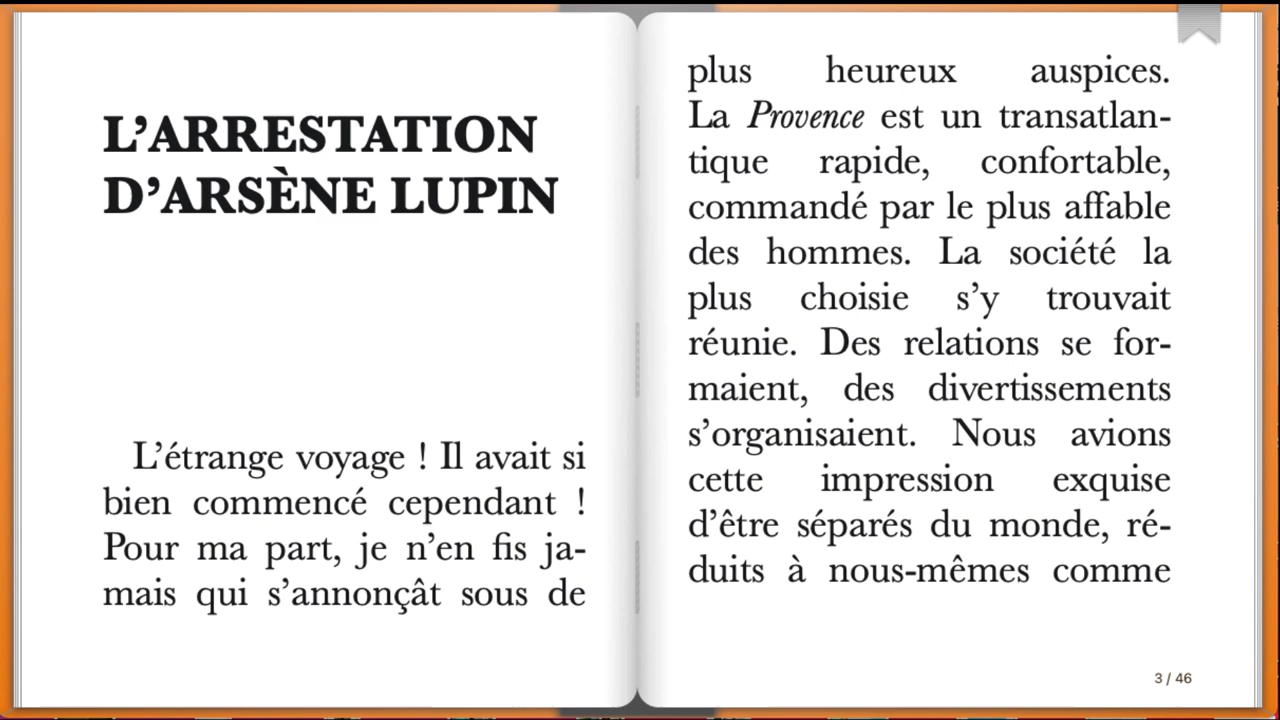 L’ARRESTATION
D’ARSÈNE LUPIN
L’étrange voyage ! Il avait si
bien commencé cependant !
Pour ma part, je n’en fis ja-
mais qui s’annonçât sous de
plus heureux auspices.
La Provence est un transatlan-
tique rapide, confortable,
commandé par le plus affable
des hommes. La société la
plus choisie s’y trouvait
réunie. Des relations se for-
maient, des divertissements
s’organisaient. Nous avions
cette impression exquise
d’être séparés du monde, ré-
duits à nous-mêmes comme
3 / 46